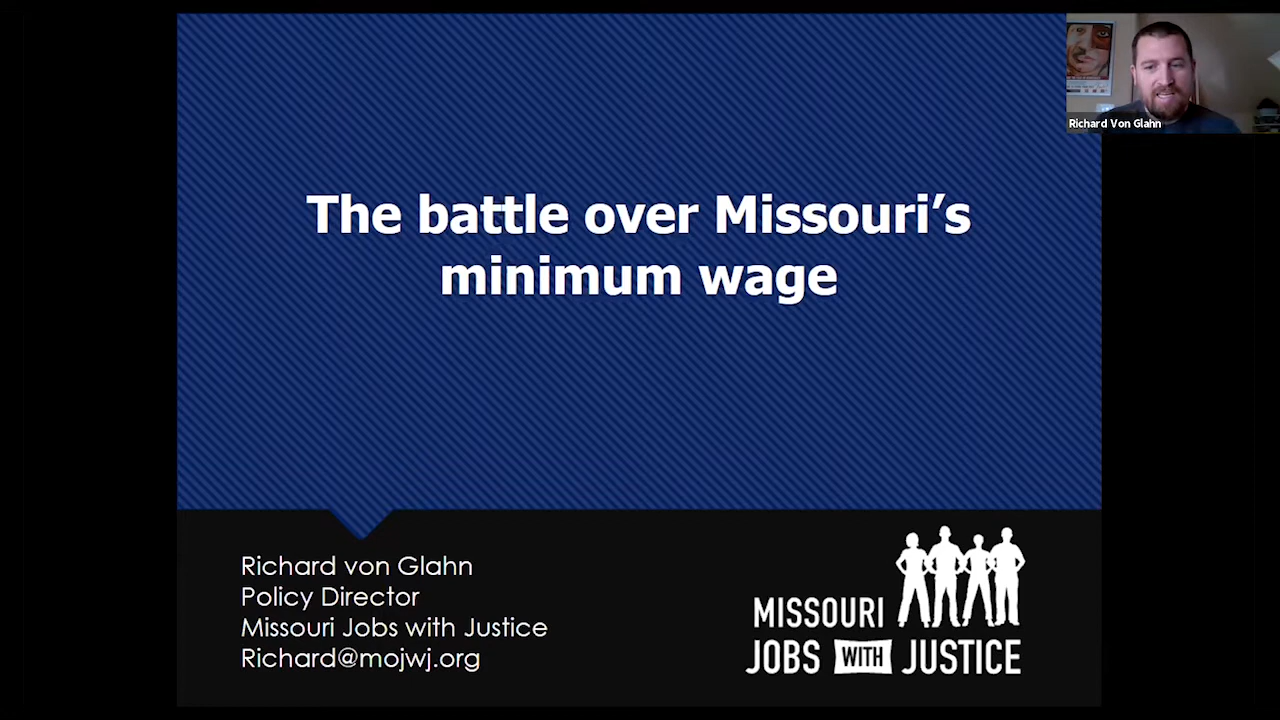 Richard Von Glahn
The battle over Missouri’s
minimum wage
Richard von Glahn
Policy Director
Missouri Jobs with Justice
Richard@mojwj.org
MISSOURI
JOBS WITH JUSTICE